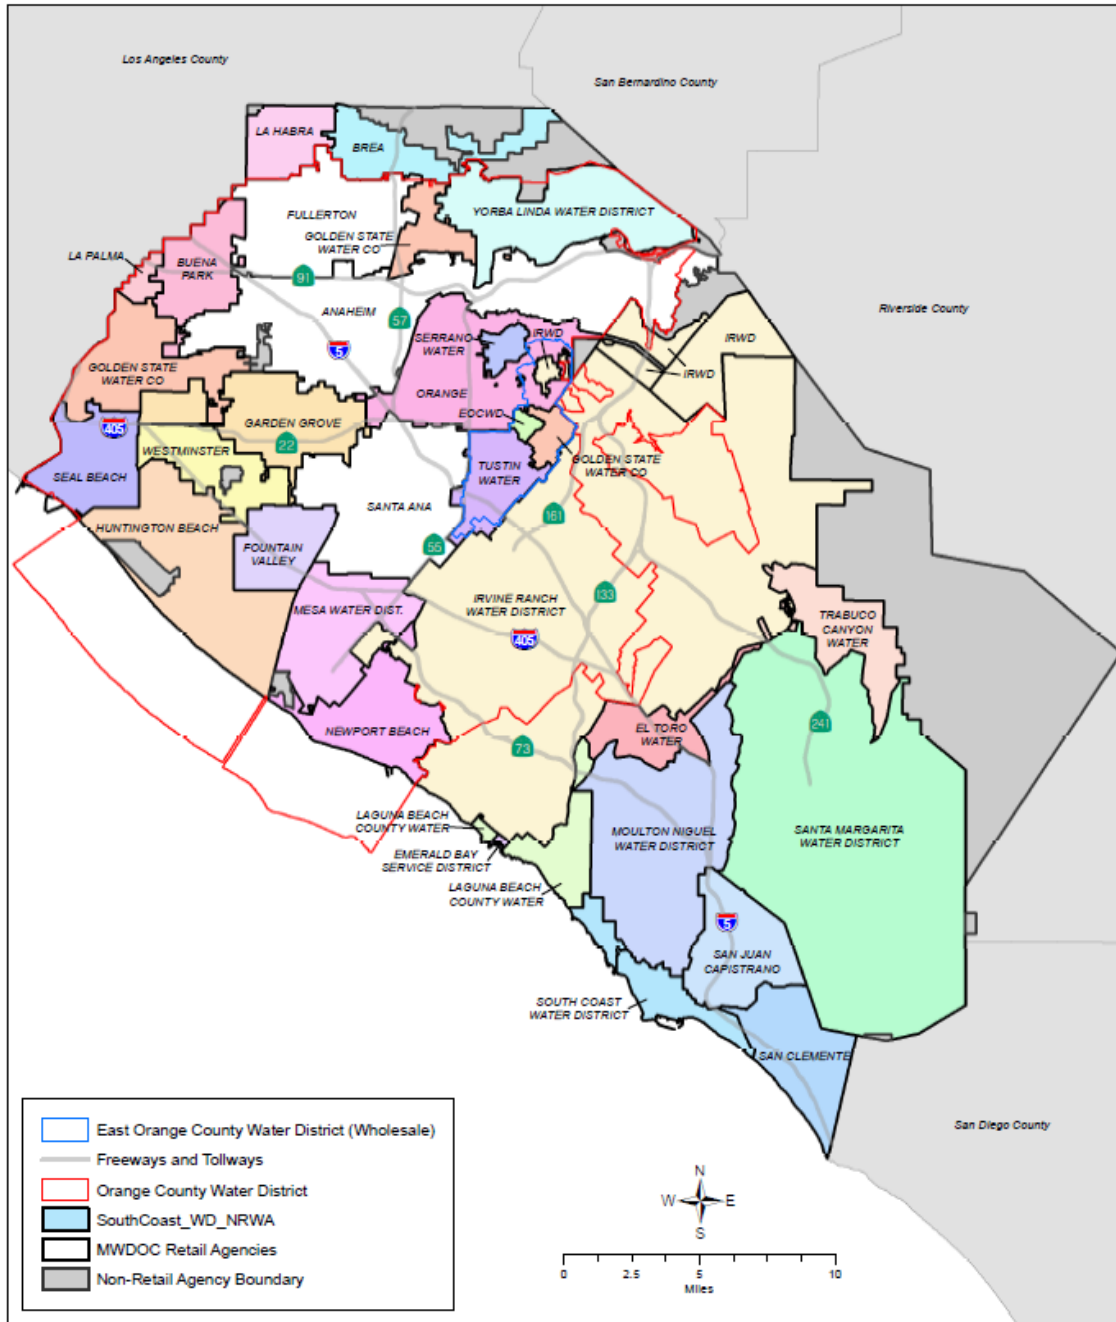 Los Angeles County
San Bernardino County
LA HABRA
BREA
FULLERTON
YORBA LINDA WATER DISTRICT
GOLDEN STATE
WATER CO
LA PALMA
BUENA
PARK
91
Riverside County
ANAHEIM
57
SERRANO
WATER
IRWD
IRWD
5
IRWD
GOLDEN STATE
WATER CO
ORANGE
EOCWD
GARDEN GROVE
405
22
WESTMINSTER
GOLDEN STATE
WATER CO
SEAL BEACH
TUSTIN
WATER
SANTA ANA
161
HUNTINGTON BEACH
55
FOUNTAIN
VALLEY
133
IRVINE RANCH
WATER DISTRICT
MESA WATER DIST.
TRABUCO
CANYON
WATER
405
241
NEWPORT BEACH
EL TORO
WATER
73
LAGUNA BEACH
COUNTY WATER
MOULTON NIGUEL
WATER DISTRICT
SANTA MARGARITA
WATER DISTRICT
EMERALD BAY
SERVICE DISTRICT
LAGUNA BEACH
COUNTY WATER
5
SAN JUAN
CAPISTRANO
SOUTH COAST
WATER DISTRICT
SAN CLEMENTE
San Diego County
East Orange County Water District (Wholesale)
Freeways and Tollways
Orange County Water District
SouthCoast_WD_NRWA
MWDOC Retail Agencies
Non-Retail Agency Boundary
N
W E
S
0 2.5 5 10
Miles